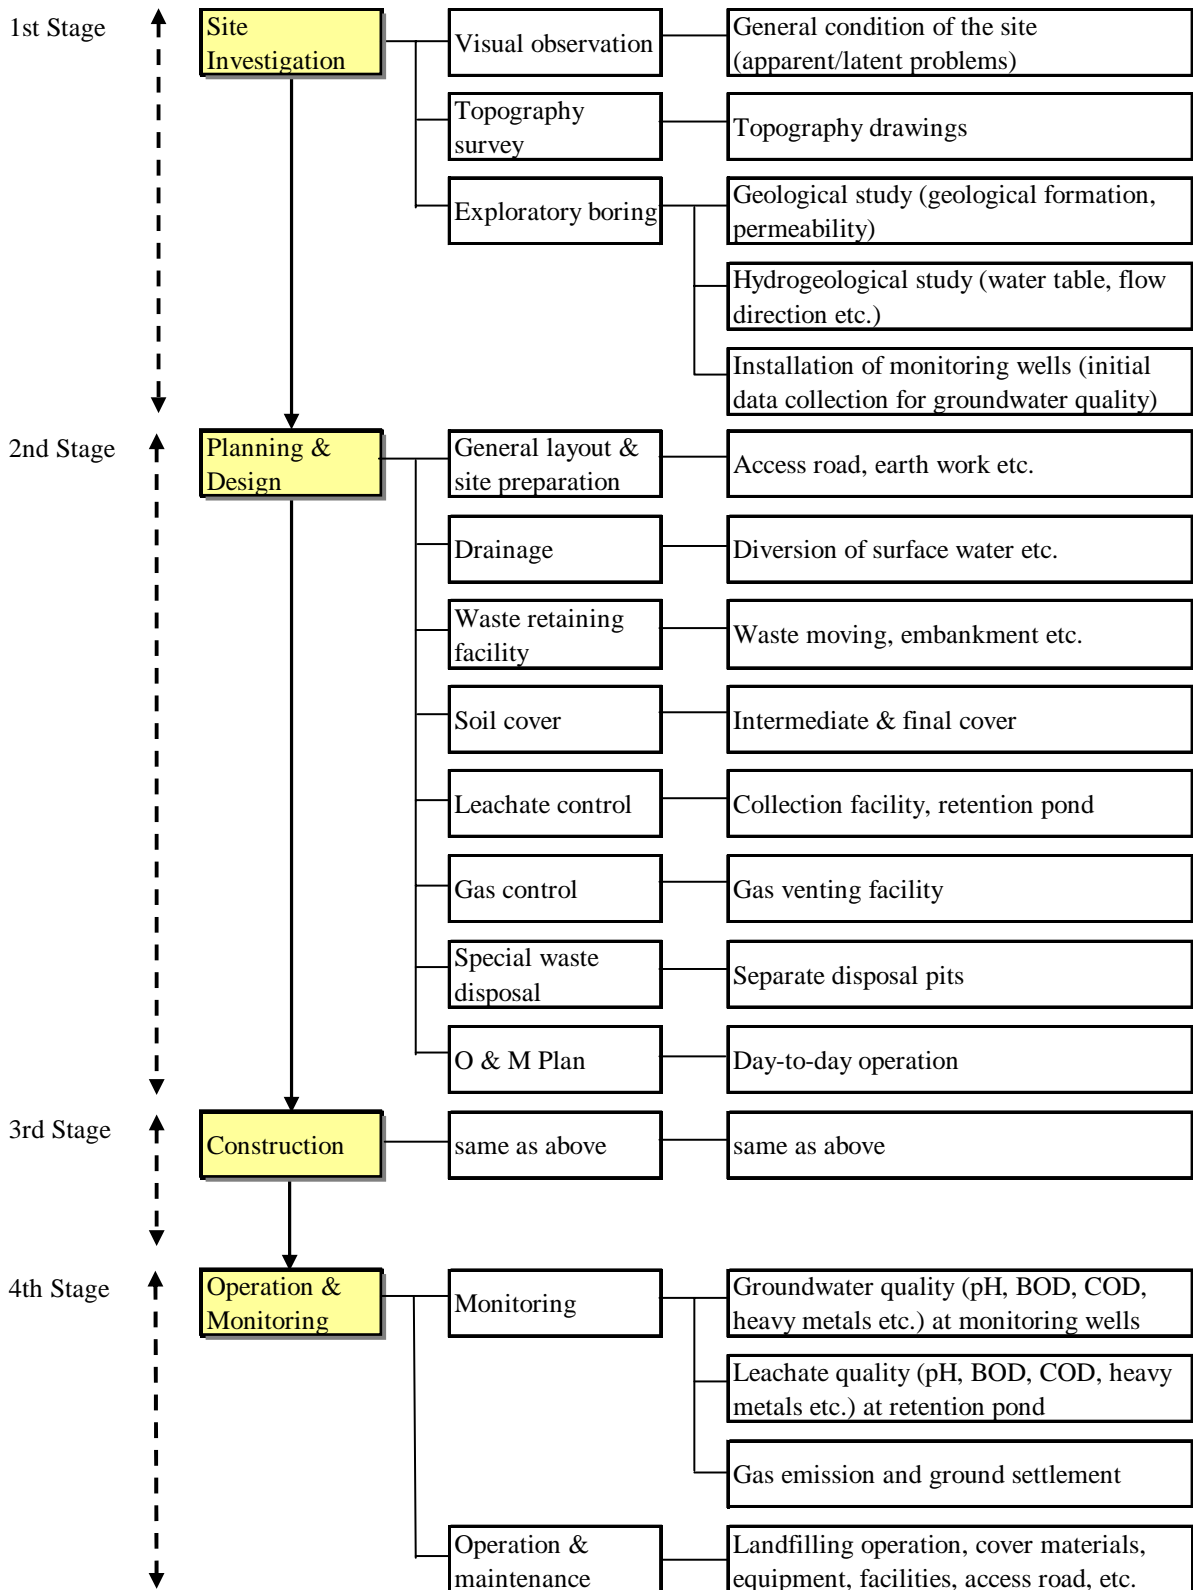 1st Stage
Site
Investigation
Visual observation
General condition of the site
(apparent/latent problems)
Topography
survey
Topography drawings
Exploratory boring
Geological study (geological formation,
permeability)
Hydrogeological study (water table, flow
direction etc.)
Installation of monitoring wells (initial
data collection for groundwater quality)
2nd Stage
Planning &
Design
General layout &
site preparation
Access road, earth work etc.
Drainage
Diversion of surface water etc.
Waste retaining
facility
Waste moving, embankment etc.
Soil cover
Intermediate & final cover
Leachate control
Collection facility, retention pond
Gas control
Gas venting facility
Special waste
disposal
Separate disposal pits
O & M Plan
Day-to-day operation
3rd Stage
Construction
same as above
same as above
4th Stage
Operation &
Monitoring
Monitoring
Groundwater quality (pH, BOD, COD,
heavy metals etc.) at monitoring wells
Leachate quality (pH, BOD, COD, heavy
metals etc.) at retention pond
Gas emission and ground settlement
Operation &
maintenance
Landfilling operation, cover materials,
equipment, facilities, access road, etc.